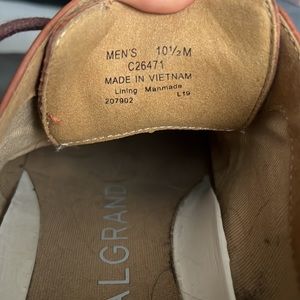 MEN'S 10½M
C26471
MADE IN VIETNAM
Lining Manmade
207902 L19
ALGRAND